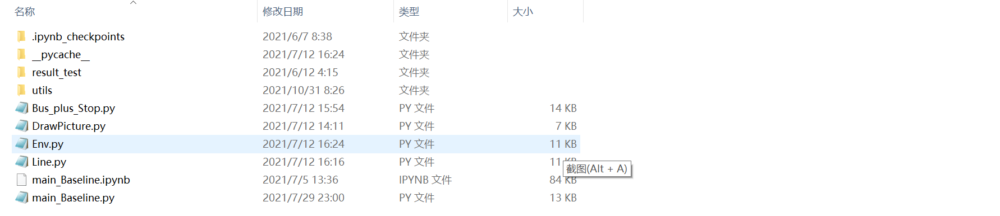 名称 修改日期 类型 大小
.ipynb_checkpoints 2021/6/7 8:38 文件夹
__pycache__ 2021/7/12 16:24 文件夹
result_test 2021/6/12 4:15 文件夹
utils 2021/10/31 8:26 文件夹
Bus_plus_Stop.py 2021/7/12 15:54 PY 文件 14 KB
DrawPicture.py 2021/7/12 14:11 PY 文件 7 KB
Env.py 2021/7/12 16:24 PY 文件 11 KB
Line.py 2021/7/12 16:16 PY 文件 11 KB
截图(Alt + A)
main_Baseline.ipynb 2021/7/5 13:36 IPYNB 文件 84 KB
main_Baseline.py 2021/7/29 23:00 PY 文件 13 KB